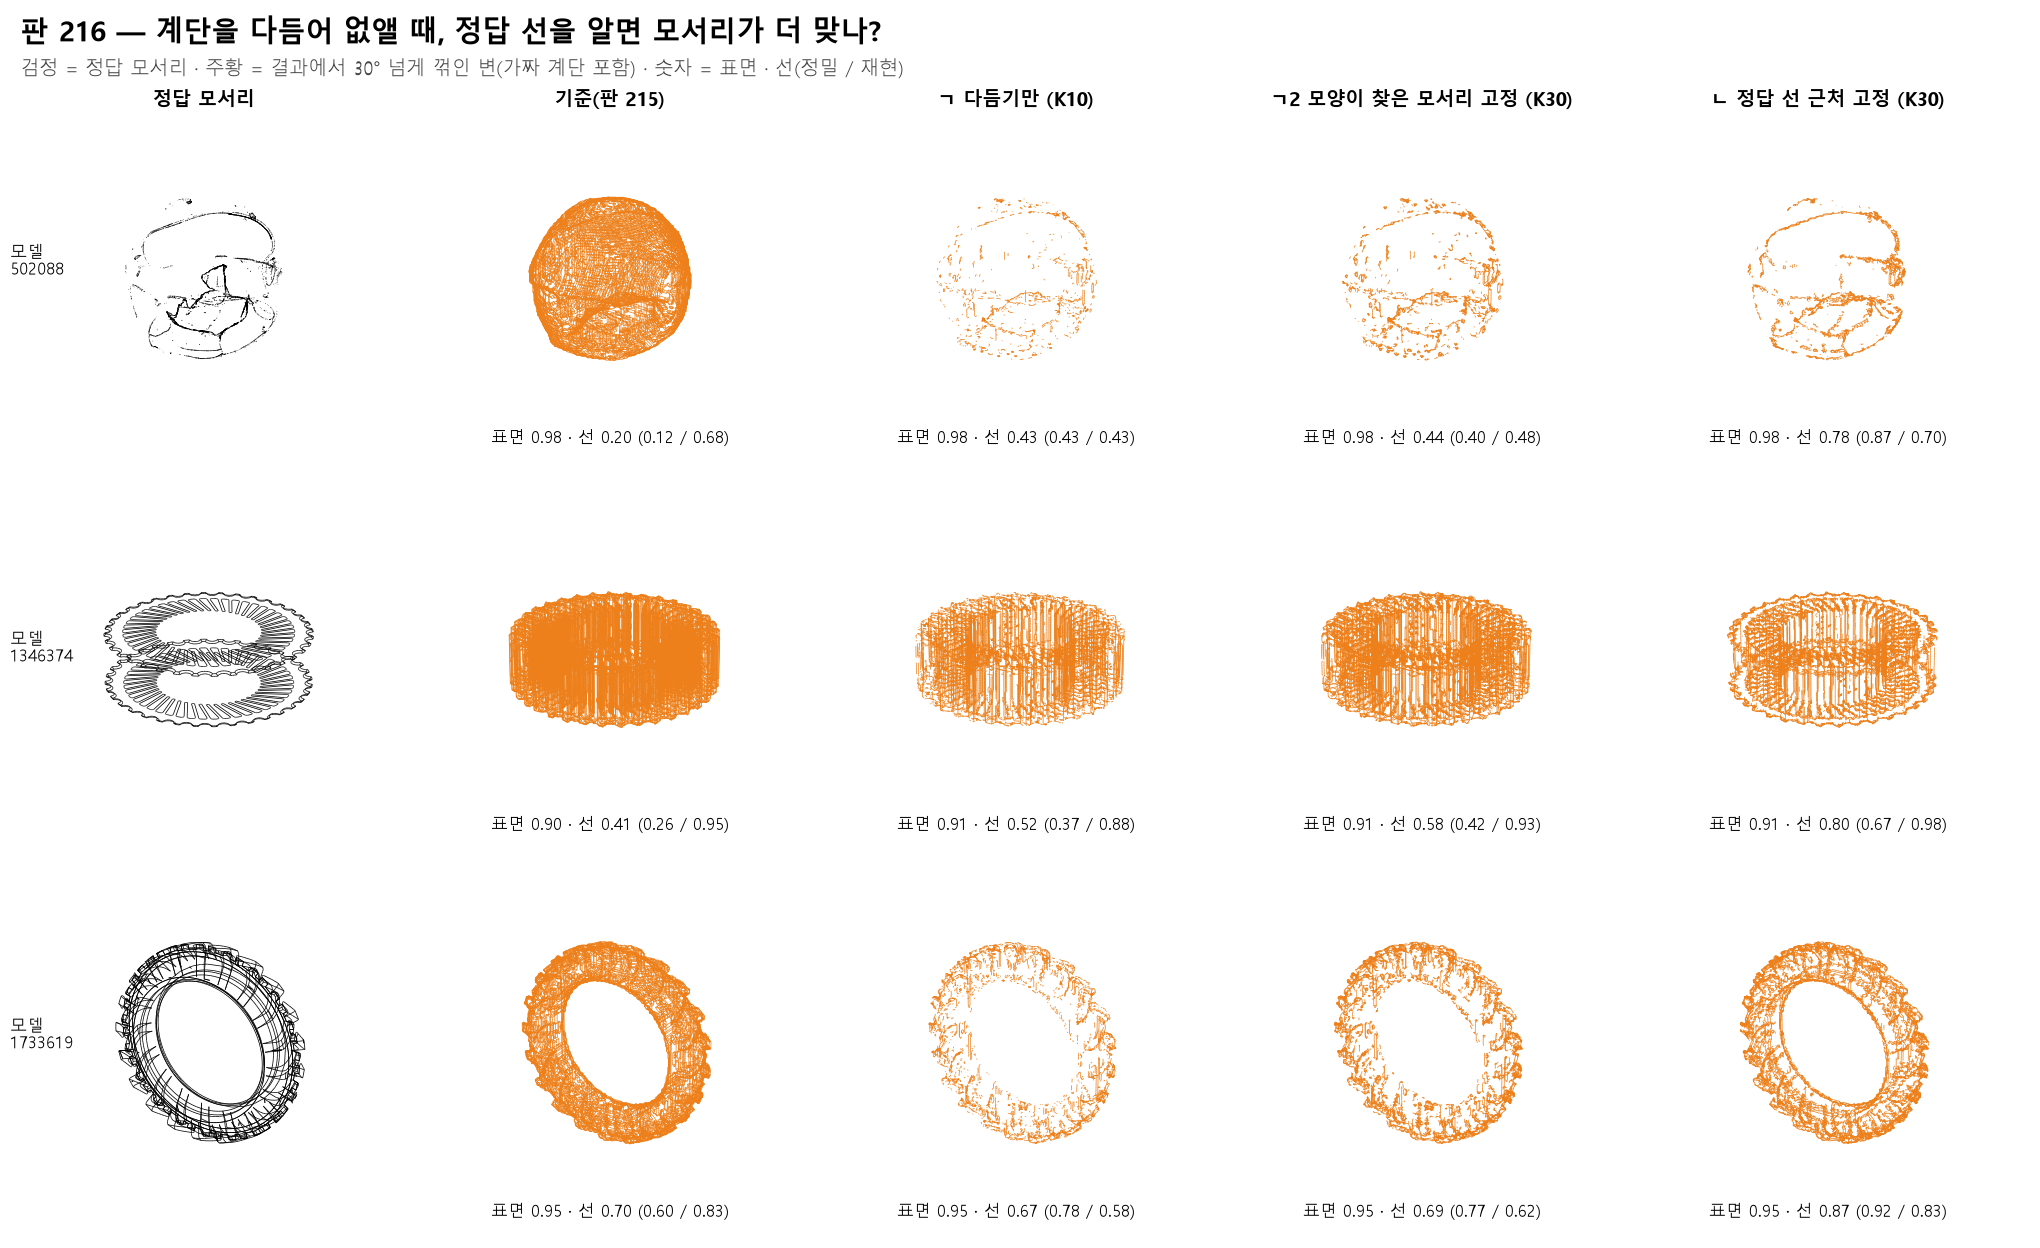 판 216 — 계단을 다듬어 없앨 때, 정답 선을 알면 모서리가 더 맞나?
검정 = 정답 모서리 · 주황 = 결과에서 30° 넘게 꺾인 변(가짜 계단 포함) · 숫자 = 표면 · 선(정밀 / 재현)
정답 모서리
기준(판 215)
ㄱ 다듬기만 (K10)
ㄱ2 모양이 찾은 모서리 고정 (K30)
ㄴ 정답 선 근처 고정 (K30)
모델
502088
표면 0.98 · 선 0.20 (0.12 / 0.68)
표면 0.98 · 선 0.43 (0.43 / 0.43)
표면 0.98 · 선 0.44 (0.40 / 0.48)
표면 0.98 · 선 0.78 (0.87 / 0.70)
모델
1346374
표면 0.90 · 선 0.41 (0.26 / 0.95)
표면 0.91 · 선 0.52 (0.37 / 0.88)
표면 0.91 · 선 0.58 (0.42 / 0.93)
표면 0.91 · 선 0.80 (0.67 / 0.98)
모델
1733619
표면 0.95 · 선 0.70 (0.60 / 0.83)
표면 0.95 · 선 0.67 (0.78 / 0.58)
표면 0.95 · 선 0.69 (0.77 / 0.62)
표면 0.95 · 선 0.87 (0.92 / 0.83)